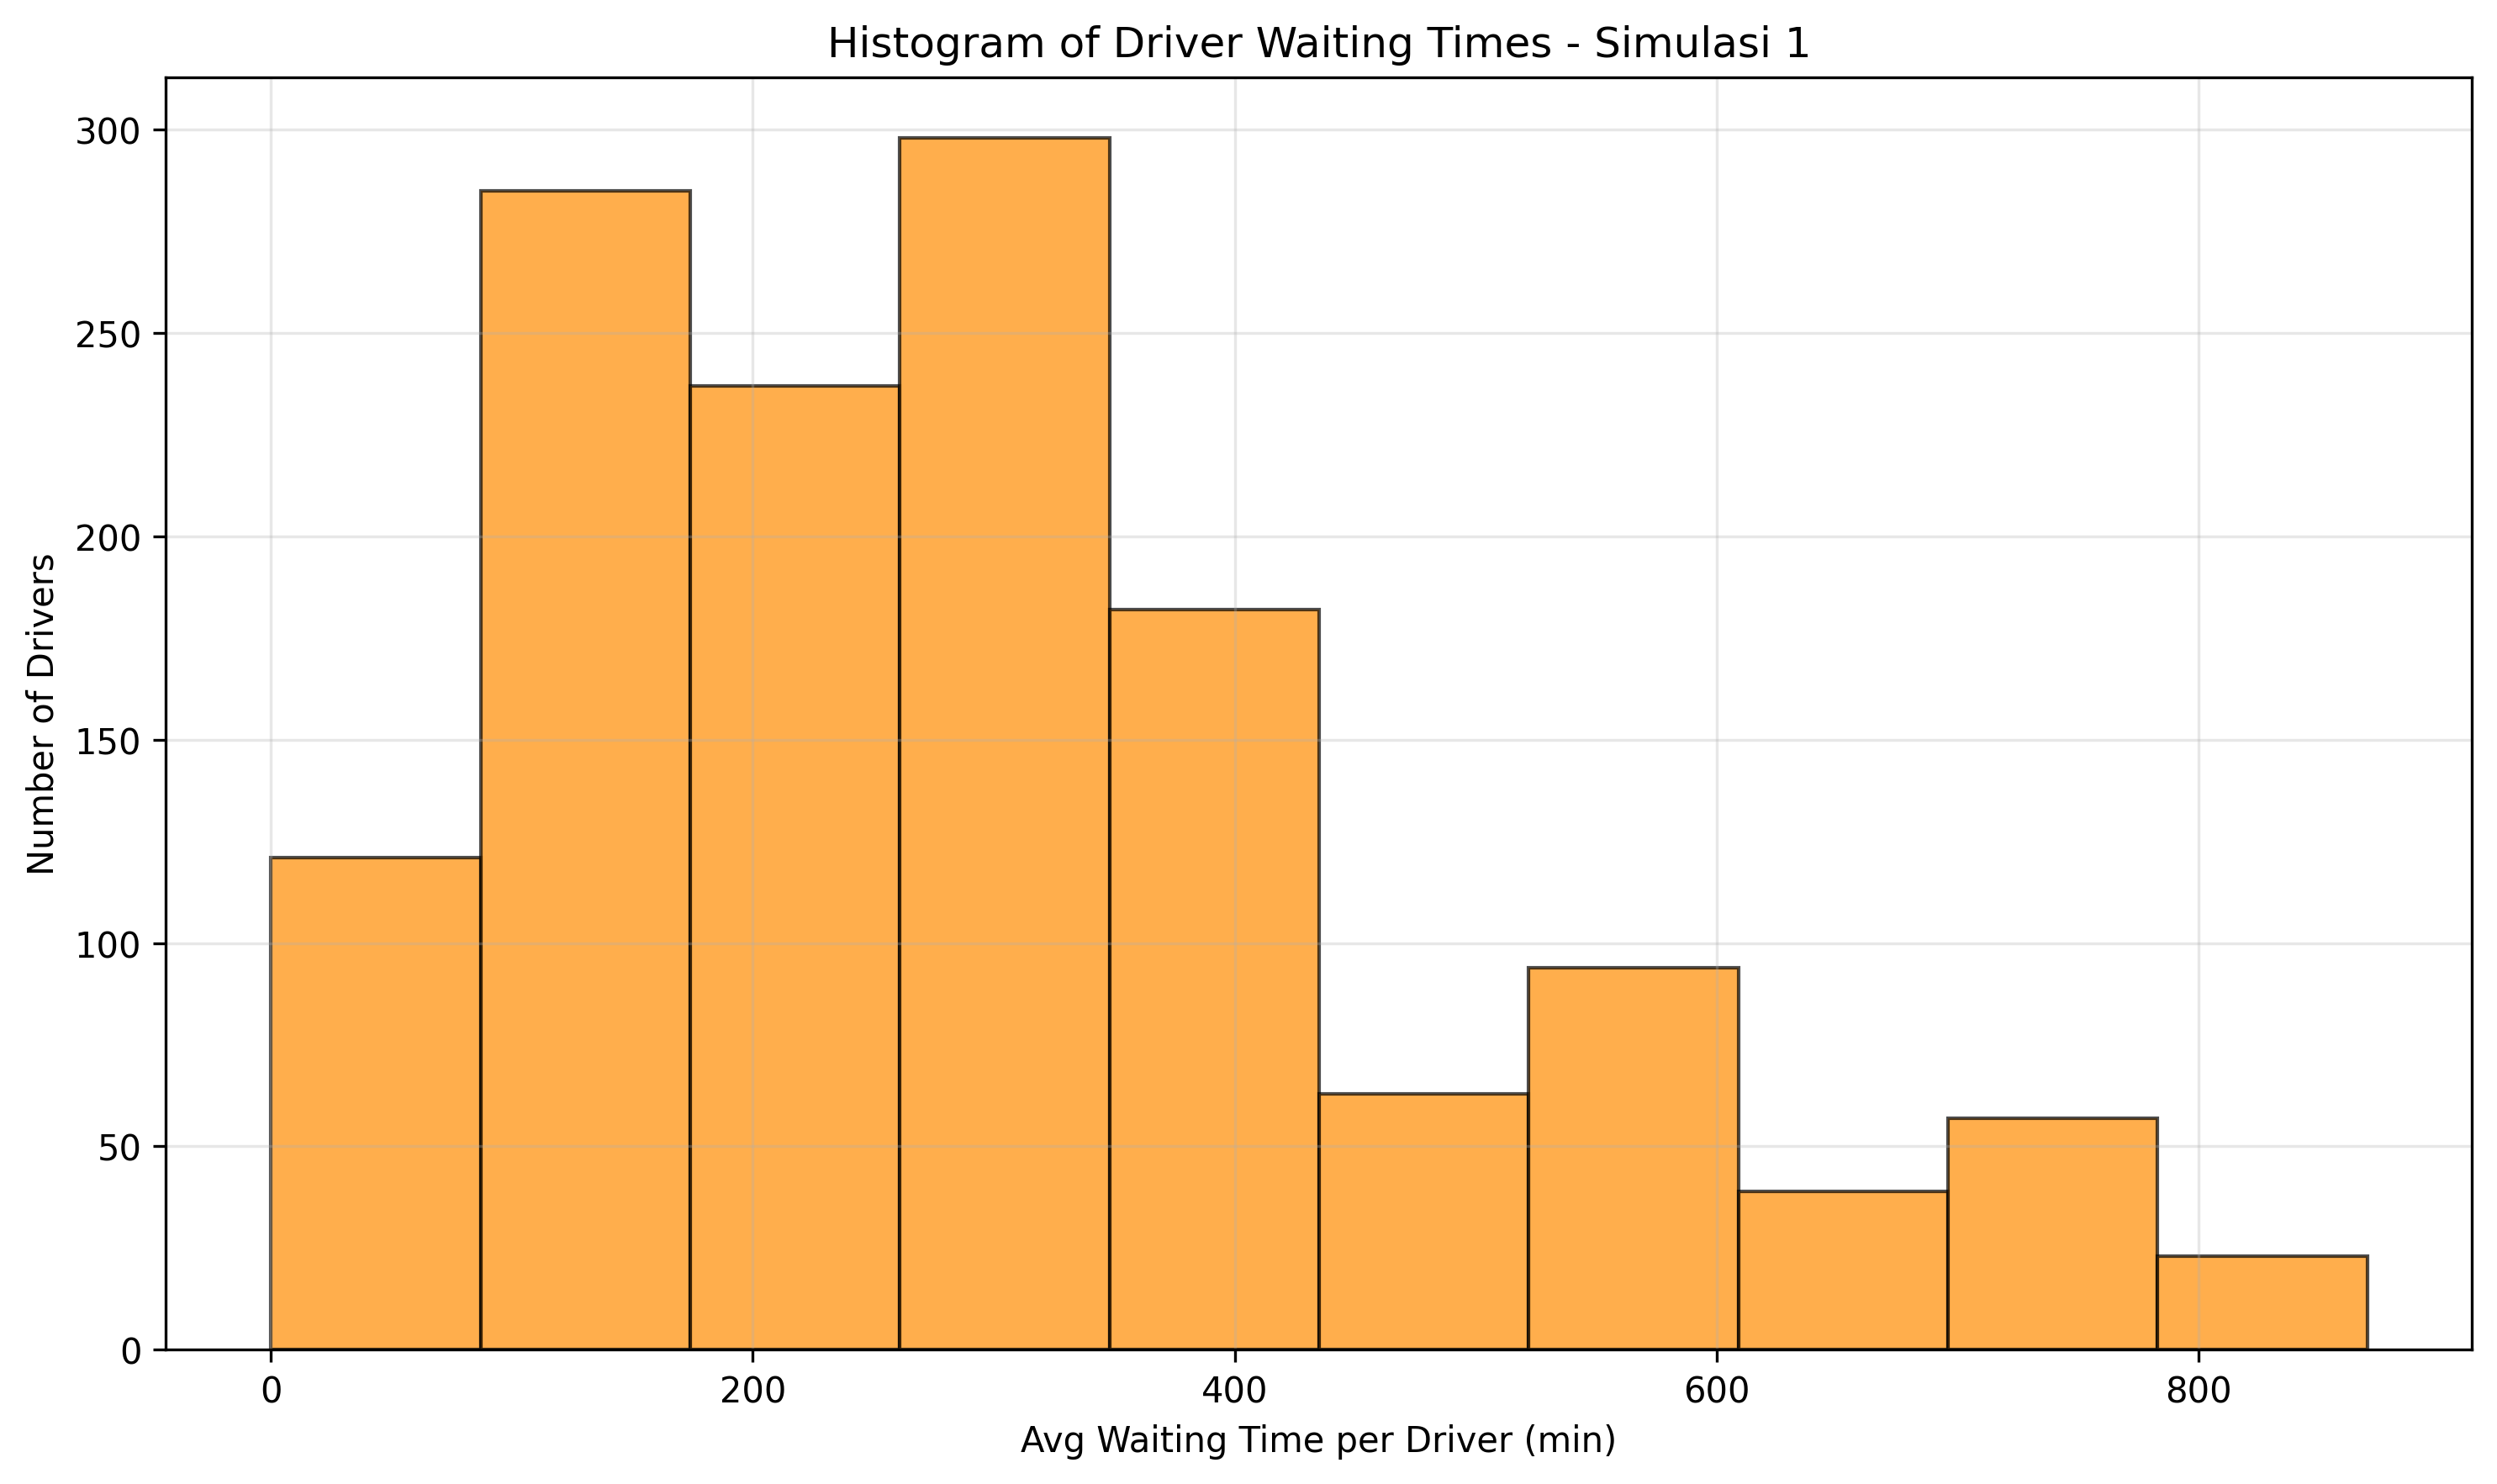 Histogram of Driver Waiting Times - Simulasi 1
Number of Drivers
300
250
200
150
100
50
0
0 200 400 600 800
Avg Waiting Time per Driver (min)